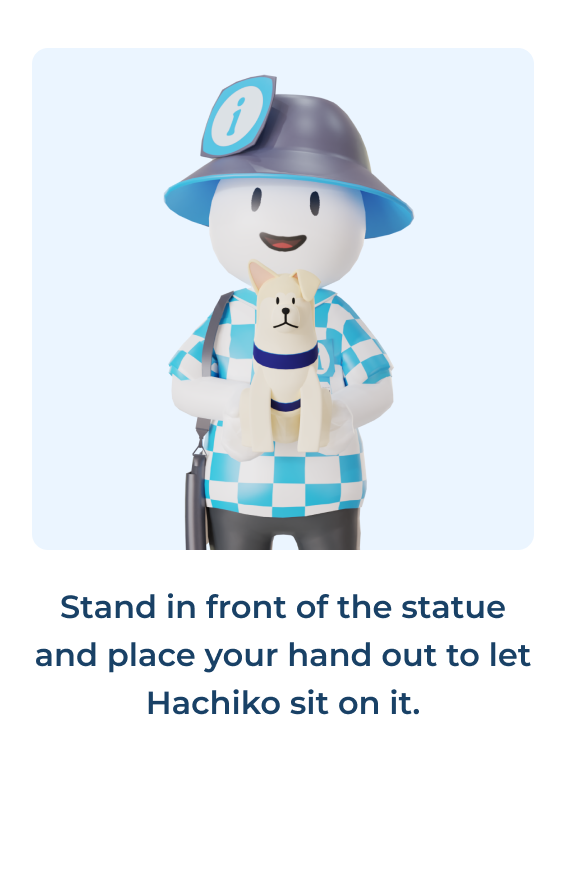 i
Stand in front of the statue
and place your hand out to let
Hachiko sit on it.